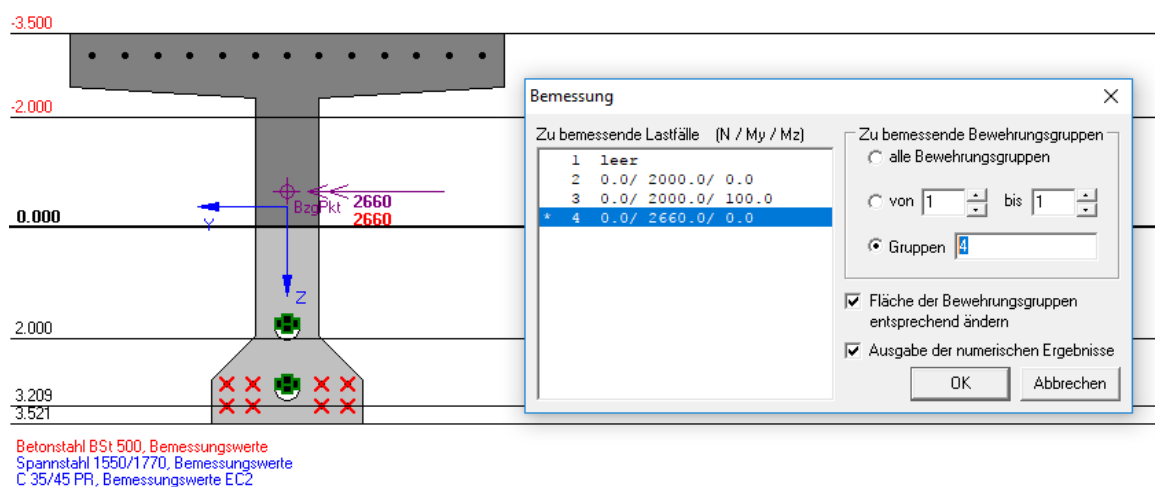 -3.500
-2.000
0.000
2.000
3.209
3.521
BzgPkt
2660
2660
Y
Z
Betonstahl BSt 500, Bemessungswerte
Spannstahl 1550/1770, Bemessungswerte
C 35/45 PR, Bemessungswerte EC2
Bemessung
Zu bemessende Lastfälle (N / My / Mz)
1 leer
2 0.0/ 2000.0/ 0.0
3 0.0/ 2000.0/ 100.0
* 4 0.0/ 2660.0/ 0.0
Zu bemessende Bewehrungsgruppen
alle Bewehrungsgruppen
von 1 bis 1
Gruppen 4
Fläche der Bewehrungsgruppen
entsprechend ändern
Ausgabe der numerischen Ergebnisse
OK Abbrechen